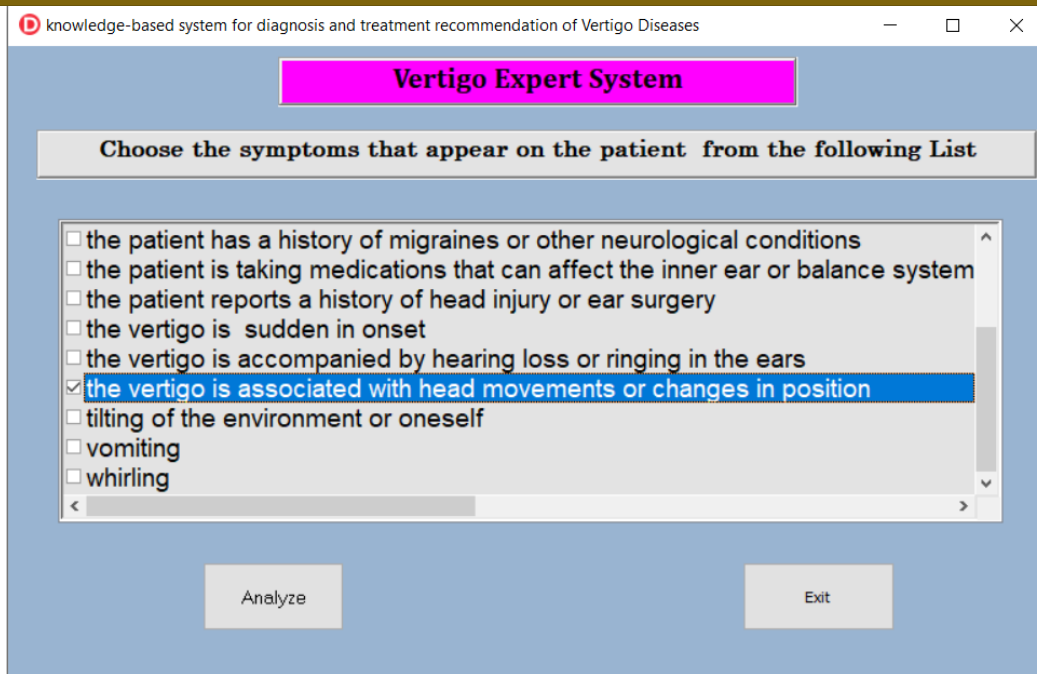 knowledge-based system for diagnosis and treatment recommendation of Vertigo Diseases
Vertigo Expert System
Choose the symptoms that appear on the patient from the following List
the patient has a history of migraines or other neurological conditions
the patient is taking medications that can affect the inner ear or balance system
the patient reports a history of head injury or ear surgery
the vertigo is sudden in onset
the vertigo is accompanied by hearing loss or ringing in the ears
the vertigo is associated with head movements or changes in position
tilting of the environment or oneself
vomiting
whirling
Analyze
Exit